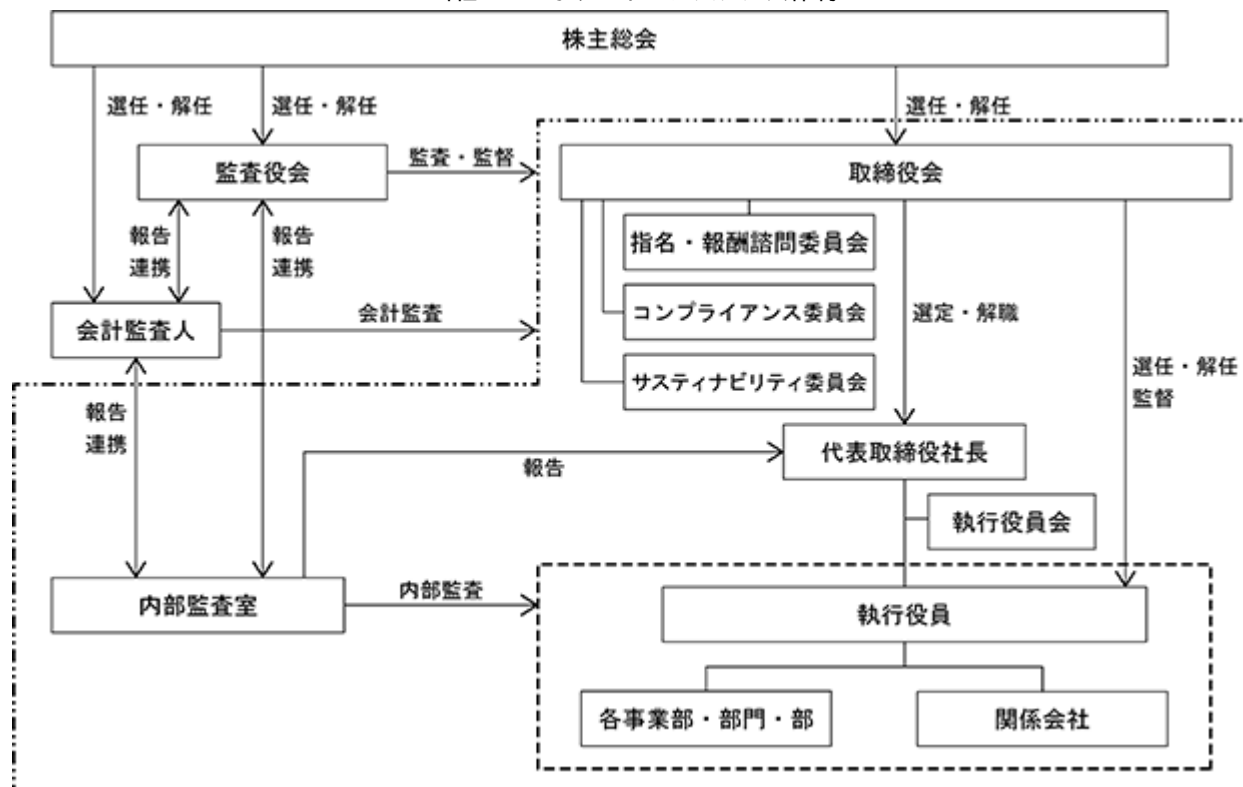 株主総会
選任・解任
選任・解任
選任・解任
監査役会
監査・監督
取締役会
報告
連携
報告
連携
指名・報酬諮問委員会
コンプライアンス委員会
サスティナビリティ委員会
選定・解職
選任・解任
監督
会計監査人
会計監査
報告
連携
報告
代表取締役社長
執行役員会
内部監査室
内部監査
執行役員
各事業部・部門・部
関係会社